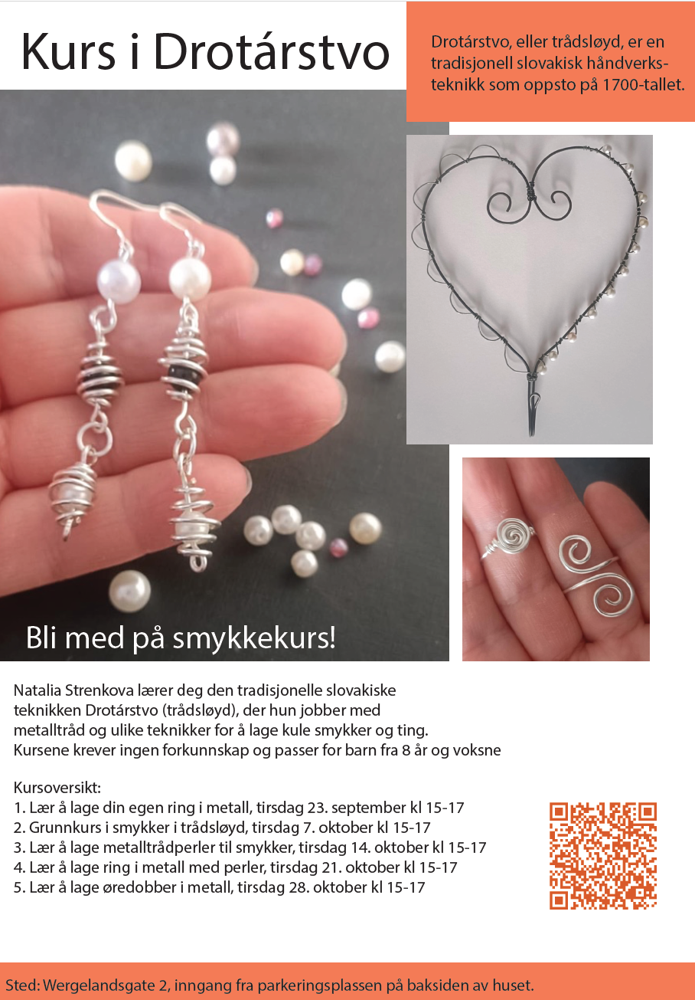 Kurs i Drotárstvo
Drotárstvo, eller trådsløyd, er en
tradisjonell slovakisk håndverks-
teknikk som oppsto på 1700-tallet.
Bli med på smykkekurs!
Natalia Strenkova lærer deg den tradisjonelle slovakiske
teknikken Drotárstvo (trådsløyd), der hun jobber med
metalltråd og ulike teknikker for å lage kule smykker og ting.
Kursene krever ingen forkunnskap og passer for barn fra 8 år og voksne
Kursoversikt:
1. Lær å lage din egen ring i metall, tirsdag 23. september kl 15-17
2. Grunnkurs i smykker i trådsløyd, tirsdag 7. oktober kl 15-17
3. Lær å lage metalltrådperler til smykker, tirsdag 14. oktober kl 15-17
4. Lær å lage ring i metall med perler, tirsdag 21. oktober kl 15-17
5. Lær å lage øredobber i metall, tirsdag 28. oktober kl 15-17
Sted: Wergelandsgate 2, inngang fra parkeringsplassen på baksiden av huset.